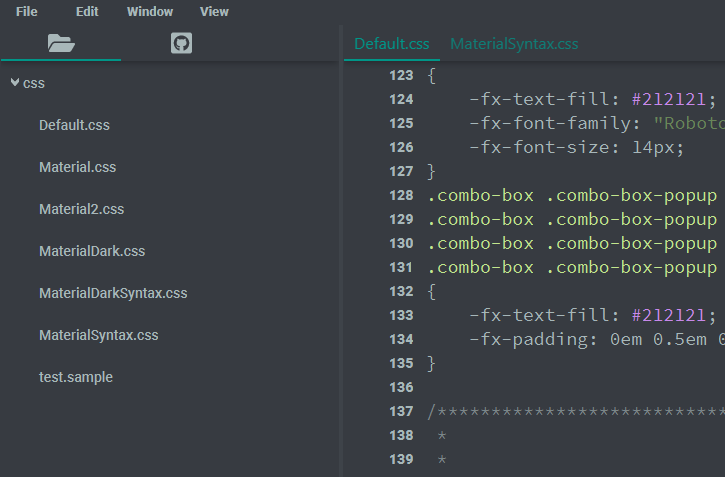 File Edit Window View
css
Default.css
Material.css
Material2.css
MaterialDark.css
MaterialDarkSyntax.css
MaterialSyntax.css
test.sample
Default.css MaterialSyntax.css
123 {
124 -fx-text-fill: #212121;
125 -fx-font-family: "Roboto
126 -fx-font-size: 14px;
127 }
128 .combo-box .combo-box-popup
129 .combo-box .combo-box-popup
130 .combo-box .combo-box-popup
131 .combo-box .combo-box-popup
132 {
133 -fx-text-fill: #212121;
134 -fx-padding: 0em 0.5em 0
135 }
136
137 /***************************
138 *
139 *